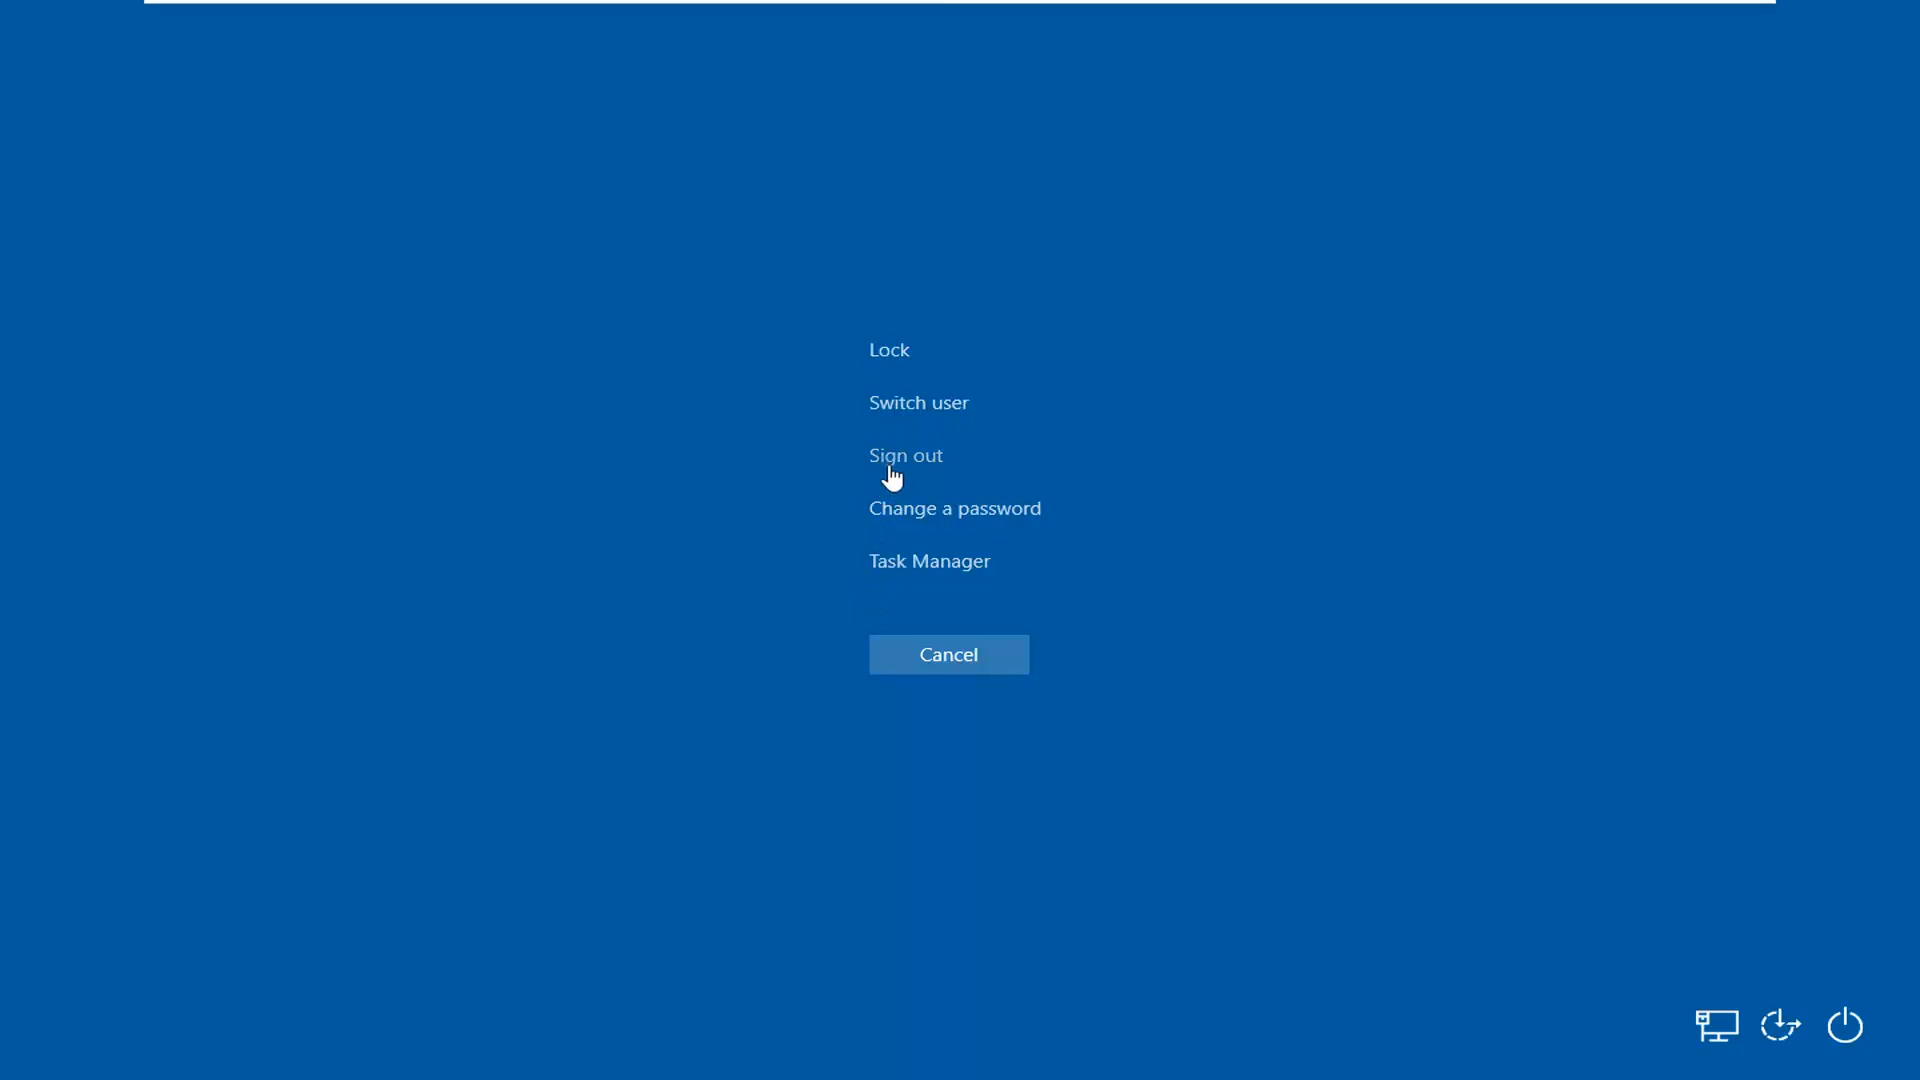 Lock
Switch user
Sign out
Change a password
Task Manager
Cancel